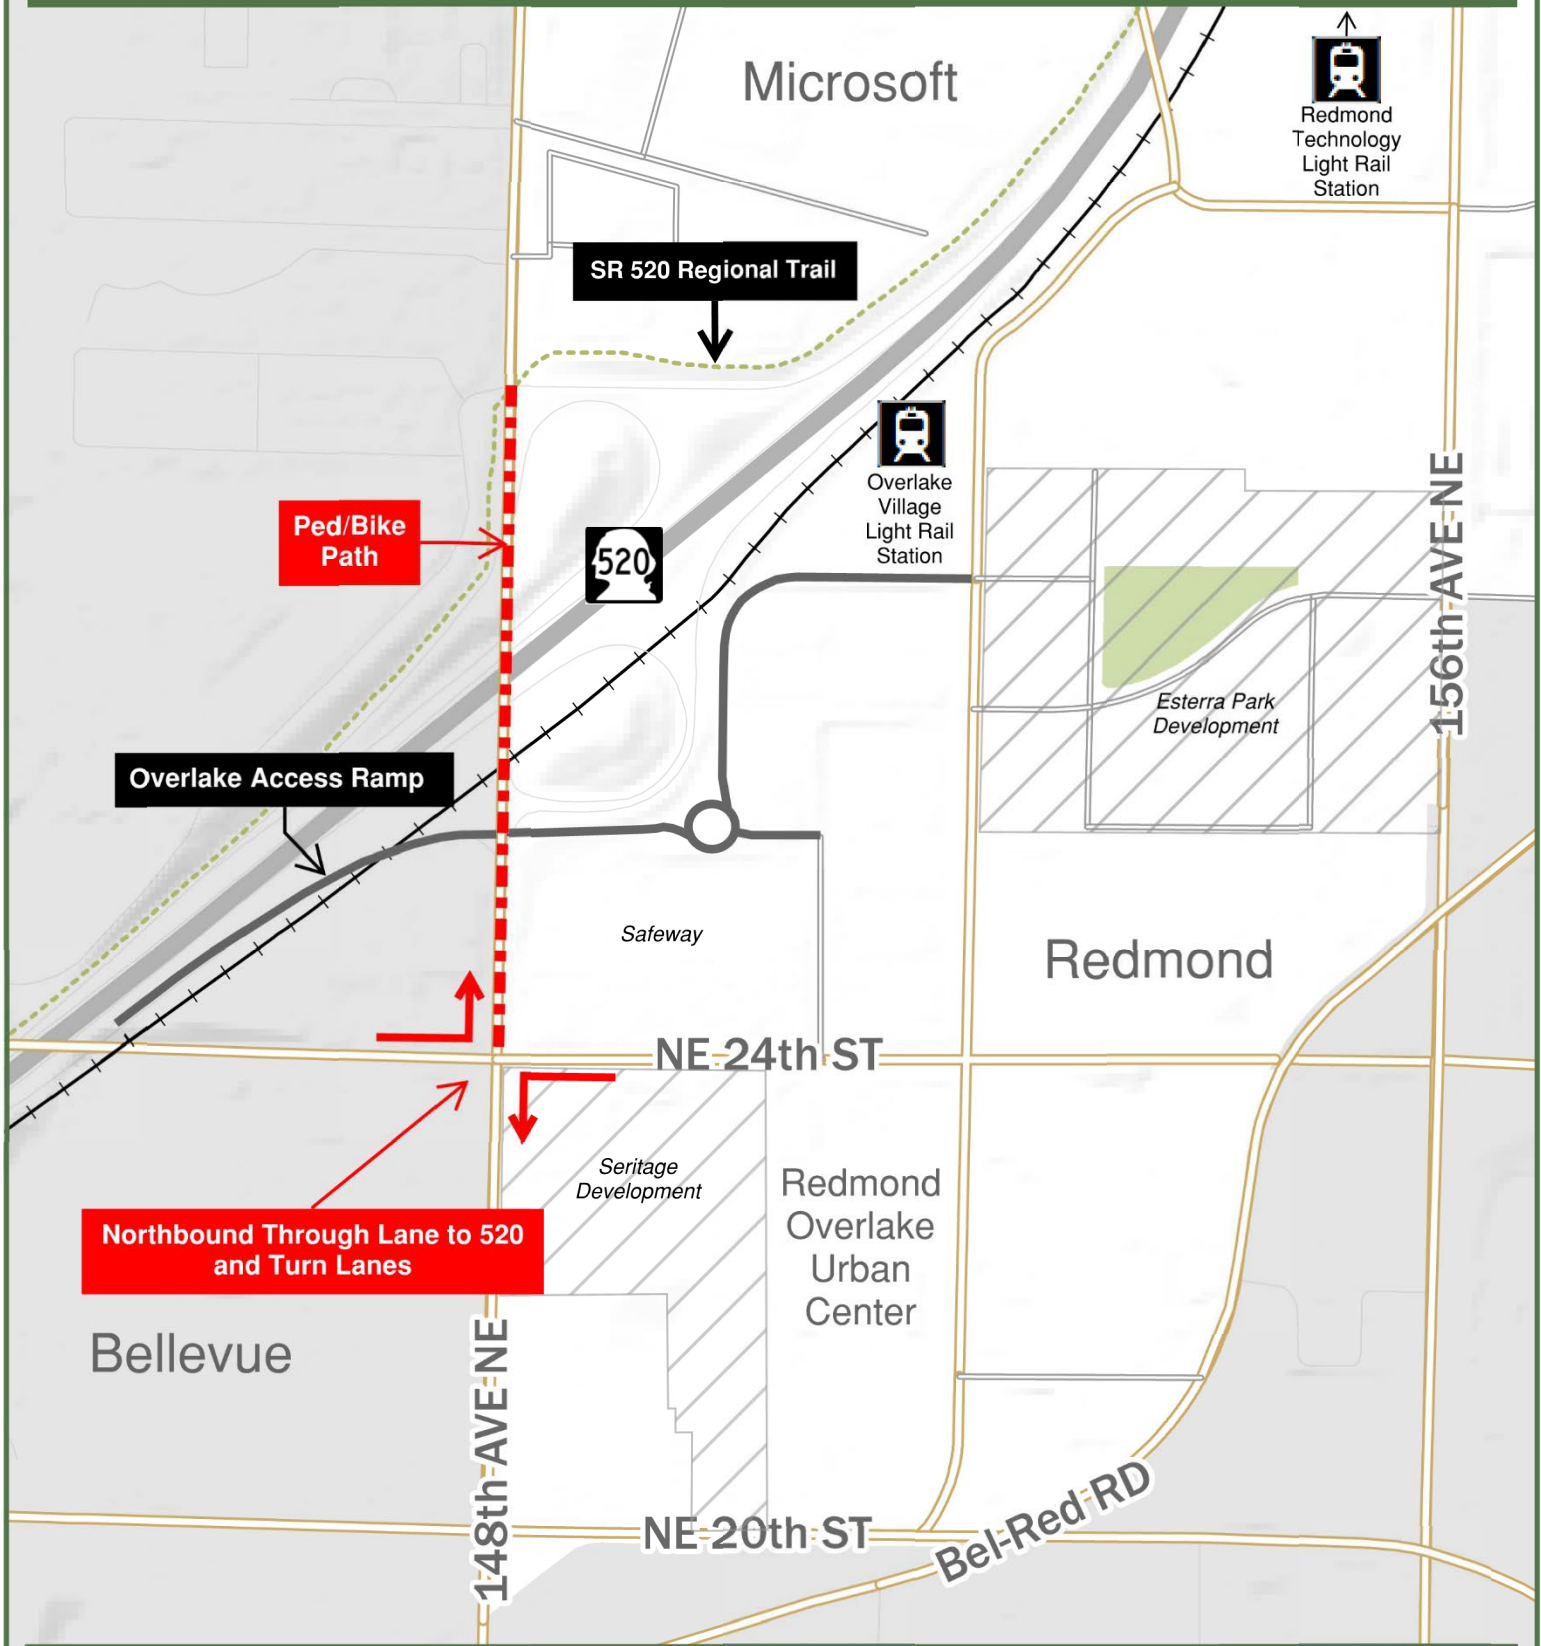 Microsoft
Redmond
Technology
Light Rail
Station
SR 520 Regional Trail
Overlake
Village
Light Rail
Station
Ped/Bike
Path
520
156th AVE NE
Esterra Park
Development
Overlake Access Ramp
Safeway
Redmond
NE 24th ST
Seritage
Development
Redmond
Overlake
Urban
Center
Northbound Through Lane to 520
and Turn Lanes
Bellevue
148th AVE NE
NE 20th ST
Bel-Red RD